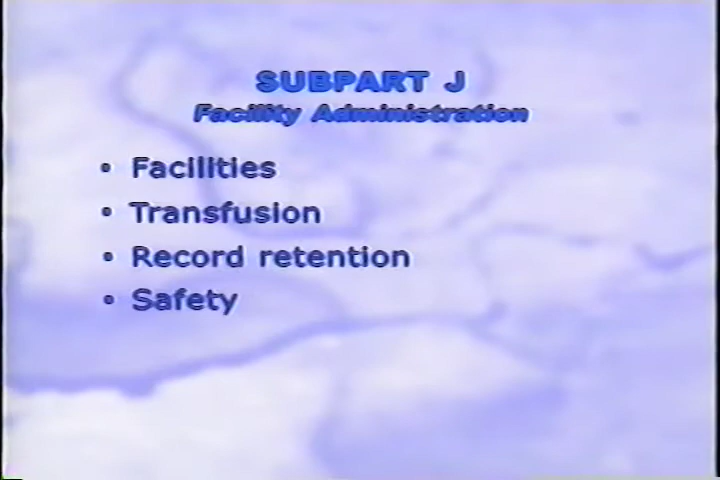 SUBPART J
Facility Administration
• Facilities
• Transfusion
• Record retention
• Safety